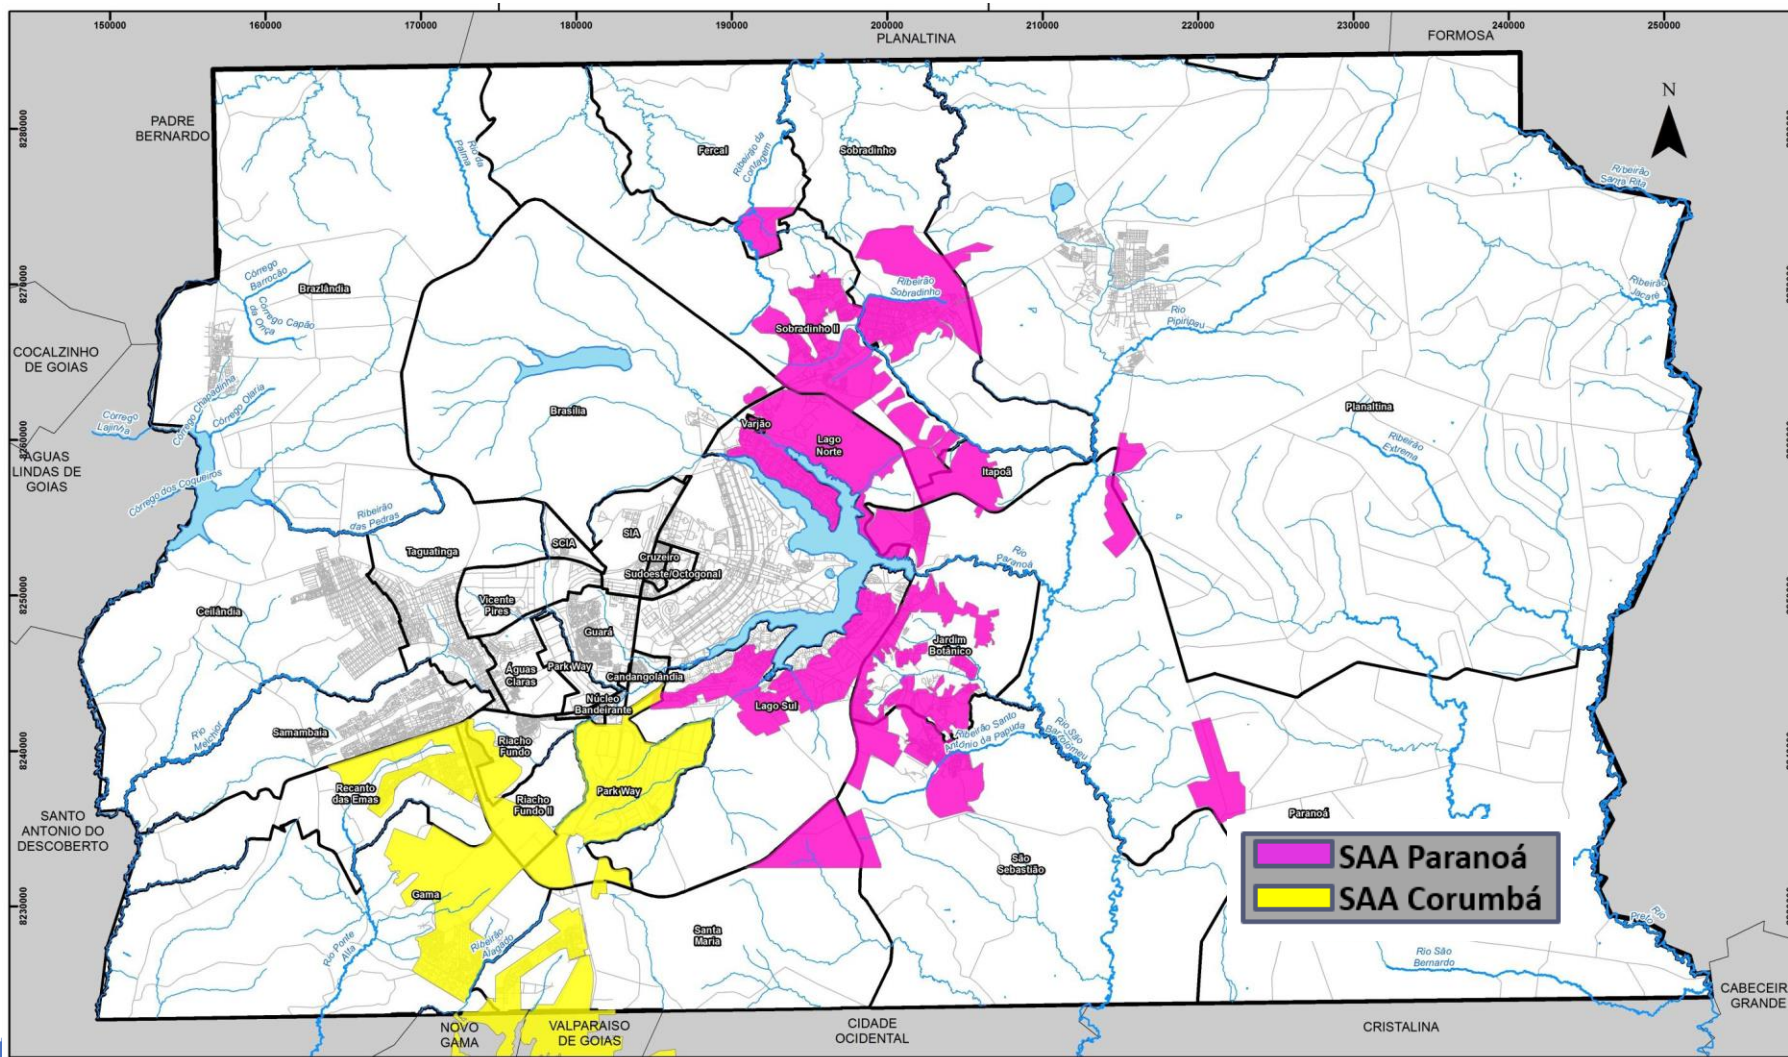 150000
160000
170000
180000
190000
200000
210000
220000
230000
240000
250000
PLANALTINA
FORMOSA
N
8280000
PADRE
BERNARDO
Rio da
Palma
Fercal
Ribeirão da
Contagem
Sobradinho
Ribeirão
Santa Rita
8270000
Córrego
Barrocão
Brazlândia
Córrego Capão
da Onça
Ribeirão
Sobradinho
Ribeirão
Jacaré
Rio
Pipiripau
Sobradinho II
COCALZINHO
DE GOIAS
Córrego Chapadinha
Córrego Olaria
Córrego
Lajinha
Brasília
Varjão
Lago
Norte
Planaltina
8260000
Ribeirão
Extrema
AGUAS
LINDAS DE
GOIAS
Córrego dos Coqueiros
Itapoã
Ribeirão
das Pedras
Taguatinga
SCIA
SIA
Cruzeiro
Sudoeste/Octogonal
Rio
Paranoá
8250000
Ceilândia
Vicente
Pires
Guará
Jardim
Botânico
Águas
Claras
Park Way
Candangolândia
Núcleo
Bandeirante
Lago Sul
Rio
Melchior
Samambaia
Riacho
Fundo
Ribeirão Santo
Antônio da Papuda
Rio São
Bartolomeu
8240000
Recanto
das Emas
Riacho
Fundo II
Park Way
SANTO
ANTONIO DO
DESCOBERTO
Paranoá
São
Sebastião
SAA Paranoá
SAA Corumbá
8230000
Gama
Santa
Maria
Rio Ponte
Alta
Ribeirão
Alagado
Rio
Preto
Rio São
Bernardo
CABECEIR
GRANDE
NOVO
GAMA
VALPARAISO
DE GOIAS
CIDADE
OCIDENTAL
CRISTALINA